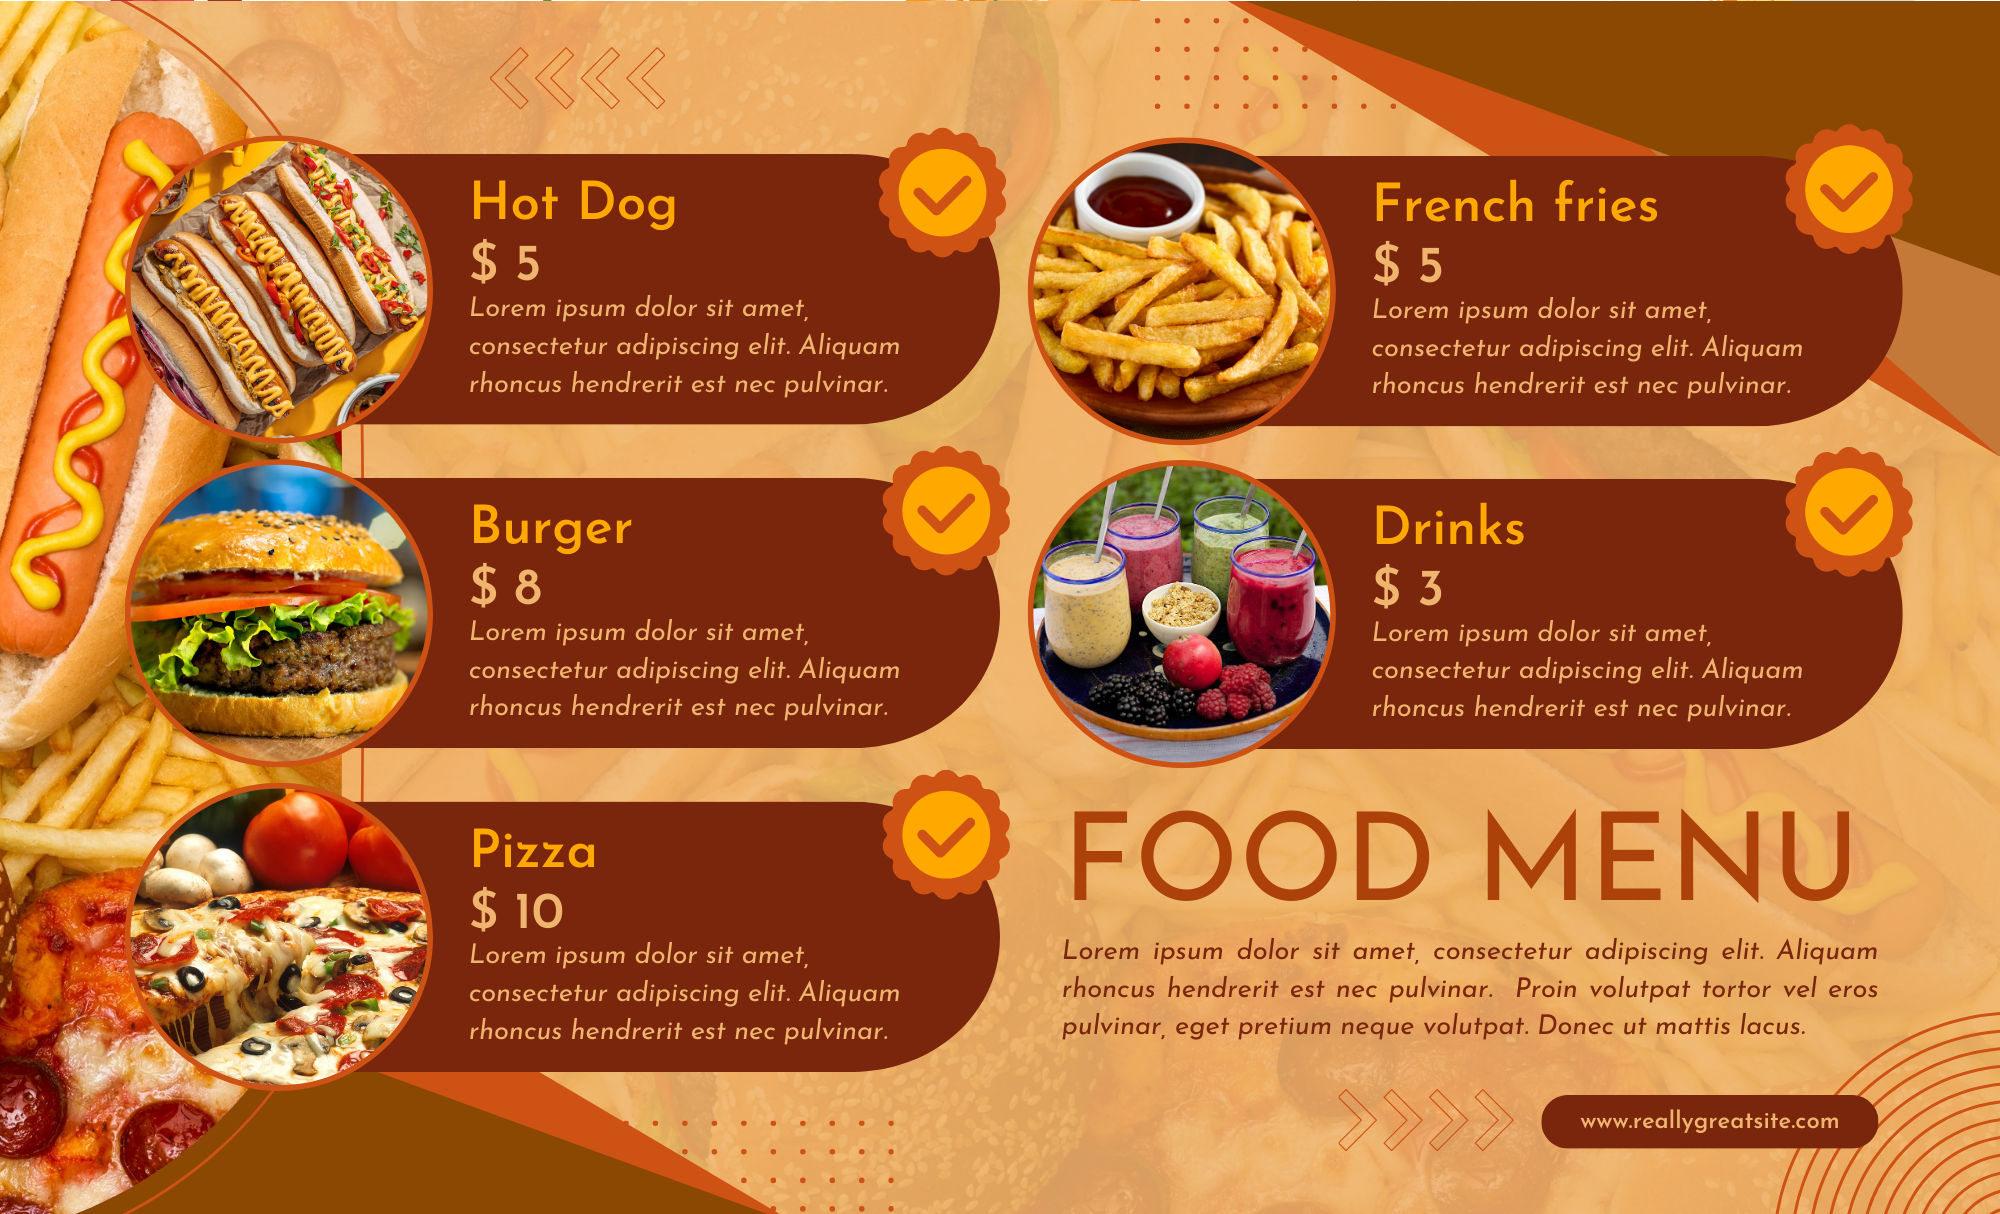 Hot Dog
$ 5
Lorem ipsum dolor sit amet,
consectetur adipiscing elit. Aliquam
rhoncus hendrerit est nec pulvinar.
Burger
$ 8
Lorem ipsum dolor sit amet,
consectetur adipiscing elit. Aliquam
rhoncus hendrerit est nec pulvinar.
Pizza
$ 10
Lorem ipsum dolor sit amet,
consectetur adipiscing elit. Aliquam
rhoncus hendrerit est nec pulvinar.
French fries
$ 5
Lorem ipsum dolor sit amet,
consectetur adipiscing elit. Aliquam
rhoncus hendrerit est nec pulvinar.
Drinks
$ 3
Lorem ipsum dolor sit amet,
consectetur adipiscing elit. Aliquam
rhoncus hendrerit est nec pulvinar.
FOOD MENU
Lorem ipsum dolor sit amet, consectetur adipiscing elit. Aliquam
rhoncus hendrerit est nec pulvinar. Proin volutpat tortor vel eros
pulvinar, eget pretium neque volutpat. Donec ut mattis lacus.
www.reallygreatsite.com